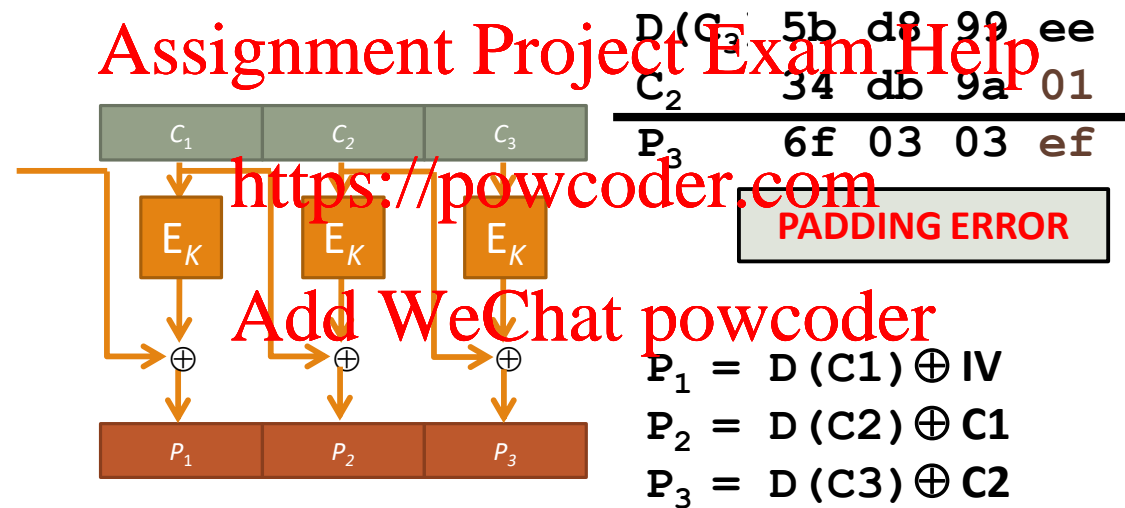 D(C3) 5b d8 99 ee
Assignment Project Exam Help
C2 34 db 9a 01
C1 C2 C3
P3 6f 03 03 ef
https://powcoder.com
EK EK EK
PADDING ERROR
Add WeChat powcoder
⊕ ⊕ ⊕
P1 = D(C1)⊕ IV
P2 = D(C2)⊕ C1
P1 P2 P3
P3 = D(C3)⊕ C2